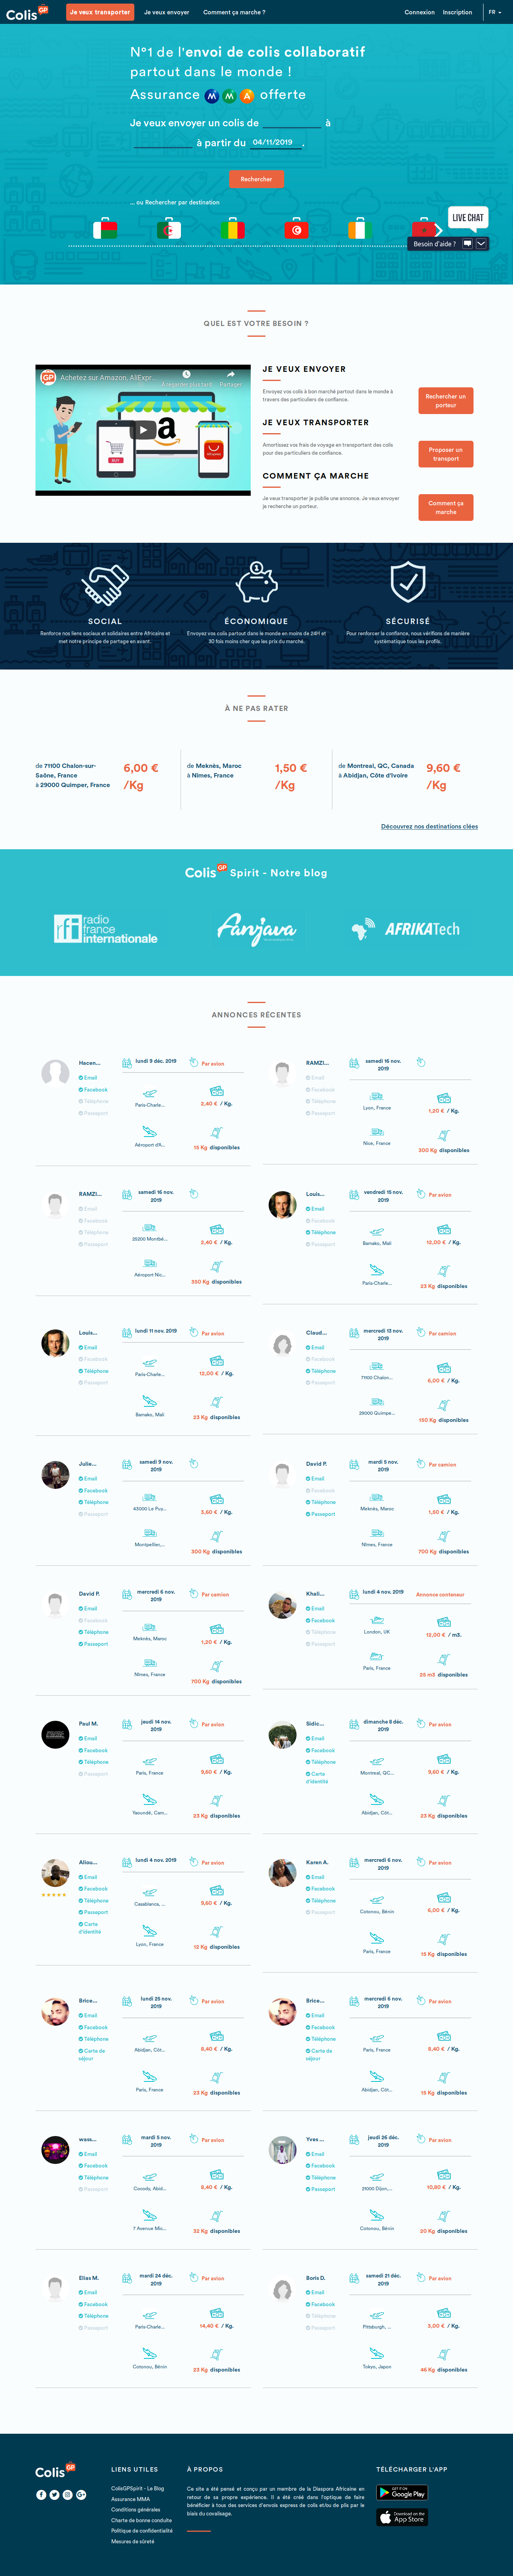 Colis GP
Je veux transporter
Je veux envoyer
Comment ça marche ?
Connexion
Inscription
FR
N°1 de l'envoi de colis collaboratif
partout dans le monde !
Assurance MMA offerte
Je veux envoyer un colis de à
à partir du 04/11/2019 .
Rechercher
... ou Rechercher par destination
LIVE CHAT
Besoin d'aide ?
QUEL EST VOTRE BESOIN ?
GP Achetez sur Amazon, AliExpr...
À regarder plus tard
Partager
BUY
a
AliExpress
JE VEUX ENVOYER
Envoyez vos colis à bon marché partout dans le monde à
travers des particuliers de confiance.
Rechercher un
porteur
JE VEUX TRANSPORTER
Amortissez vos frais de voyage en transportant des colis
pour des particuliers de confiance.
Proposer un
transport
COMMENT ÇA MARCHE
Je veux transporter je publie une annonce. Je veux envoyer
je recherche un porteur.
Comment ça
marche
SOCIAL
Renforce nos liens sociaux et solidaires entre Africains et
met notre principe de partage en avant.
ÉCONOMIQUE
Envoyez vos colis partout dans le monde en moins de 24H et
30 fois moins cher que les prix du marché.
SÉCURISÉ
Pour renforcer la confiance, nous vérifions de manière
systématique tous les profils.
À NE PAS RATER
de 71100 Chalon-sur-
Saône, France
à 29000 Quimper, France
6,00 €
/Kg
de Meknès, Maroc
à Nîmes, France
1,50 €
/Kg
de Montreal, QC, Canada
à Abidjan, Côte d'Ivoire
9,60 €
/Kg
Découvrez nos destinations clées
Colis GP Spirit - Notre blog
rfi radio
france
internationale
Anjava
AFRIKATech
ANNONCES RÉCENTES
Hacen...
Email
Facebook
Téléphone
Passeport
lundi 9 déc. 2019
Par avion
Paris-Charle...
2,40 € / Kg.
Aéroport d'A...
15 Kg disponibles
RAMZI...
Email
Facebook
Téléphone
Passeport
samedi 16 nov.
2019
Lyon, France
1,20 € / Kg.
Nice, France
300 Kg disponibles
RAMZI...
Email
Facebook
Téléphone
Passeport
samedi 16 nov.
2019
25200 Montbé...
2,40 € / Kg.
Aéroport Nic...
350 Kg disponibles
Louis...
Email
Facebook
Téléphone
Passeport
vendredi 15 nov.
2019
Par avion
Bamako, Mali
12,00 € / Kg.
Paris-Charle...
23 Kg disponibles
Louis...
Email
Facebook
Téléphone
Passeport
lundi 11 nov. 2019
Par avion
Paris-Charle...
12,00 € / Kg.
Bamako, Mali
23 Kg disponibles
Claud...
Email
Facebook
Téléphone
Passeport
mercredi 13 nov.
2019
Par camion
71100 Chalon...
6,00 € / Kg.
29000 Quimpe...
150 Kg disponibles
Julie...
Email
Facebook
Téléphone
Passeport
samedi 9 nov.
2019
43000 Le Puy...
3,60 € / Kg.
Montpellier,...
300 Kg disponibles
David P.
Email
Facebook
Téléphone
Passeport
mardi 5 nov.
2019
Par camion
Meknès, Maroc
1,50 € / Kg.
Nîmes, France
700 Kg disponibles
David P.
Email
Facebook
Téléphone
Passeport
mercredi 6 nov.
2019
Par camion
Meknès, Maroc
1,20 € / Kg.
Nîmes, France
700 Kg disponibles
Khali...
Email
Facebook
Téléphone
Passeport
lundi 4 nov. 2019
Annonce conteneur
London, UK
12,00 € / m3.
Paris, France
25 m3 disponibles
Paul M.
Email
Facebook
Téléphone
Passeport
jeudi 14 nov.
2019
Par avion
Paris, France
9,60 € / Kg.
Yaoundé, Cam...
23 Kg disponibles
Sidic...
Email
Facebook
Téléphone
Carte
d'identité
dimanche 8 déc.
2019
Par avion
Montreal, QC...
9,60 € / Kg.
Abidjan, Côt...
23 Kg disponibles
Aliou...
Email
Facebook
Téléphone
Passeport
Carte
d'identité
lundi 4 nov. 2019
Par avion
Casablanca, ...
9,60 € / Kg.
Lyon, France
12 Kg disponibles
Karen A.
Email
Facebook
Téléphone
Passeport
mercredi 6 nov.
2019
Par avion
Cotonou, Bénin
6,00 € / Kg.
Paris, France
15 Kg disponibles
Brice...
Email
Facebook
Téléphone
Carte de
séjour
lundi 25 nov.
2019
Par avion
Abidjan, Côt...
8,40 € / Kg.
Paris, France
23 Kg disponibles
Brice...
Email
Facebook
Téléphone
Carte de
séjour
mercredi 6 nov.
2019
Par avion
Paris, France
8,40 € / Kg.
Abidjan, Côt...
15 Kg disponibles
wass...
Email
Facebook
Téléphone
Passeport
mardi 5 nov.
2019
Par avion
Cocody, Abid...
8,40 € / Kg.
7 Avenue Mic...
32 Kg disponibles
Yves ...
Email
Facebook
Téléphone
Passeport
jeudi 26 déc.
2019
Par avion
21000 Dijon,...
10,80 € / Kg.
Cotonou, Bénin
20 Kg disponibles
Elias M.
Email
Facebook
Téléphone
Passeport
mardi 24 déc.
2019
Par avion
Paris-Charle...
14,40 € / Kg.
Cotonou, Bénin
23 Kg disponibles
Boris D.
Email
Facebook
Téléphone
Passeport
samedi 21 déc.
2019
Par avion
Pittsburgh, ...
3,00 € / Kg.
Tokyo, Japon
46 Kg disponibles
Colis GP
LIENS UTILES
ColisGPSpirit - Le Blog
Assurance MMA
Conditions générales
Charte de bonne conduite
Politique de confidentialité
Mesures de sûreté
À PROPOS
Ce site a été pensé et conçu par un membre de la Diaspora Africaine en
retour de sa propre expérience. Il a été créé dans l'optique de faire
bénéficier à tous des services d'envois express de colis et/ou de plis par le
biais du covalisage.
TÉLÉCHARGER L'APP
GET IT ON
Google Play
Download on the
App Store